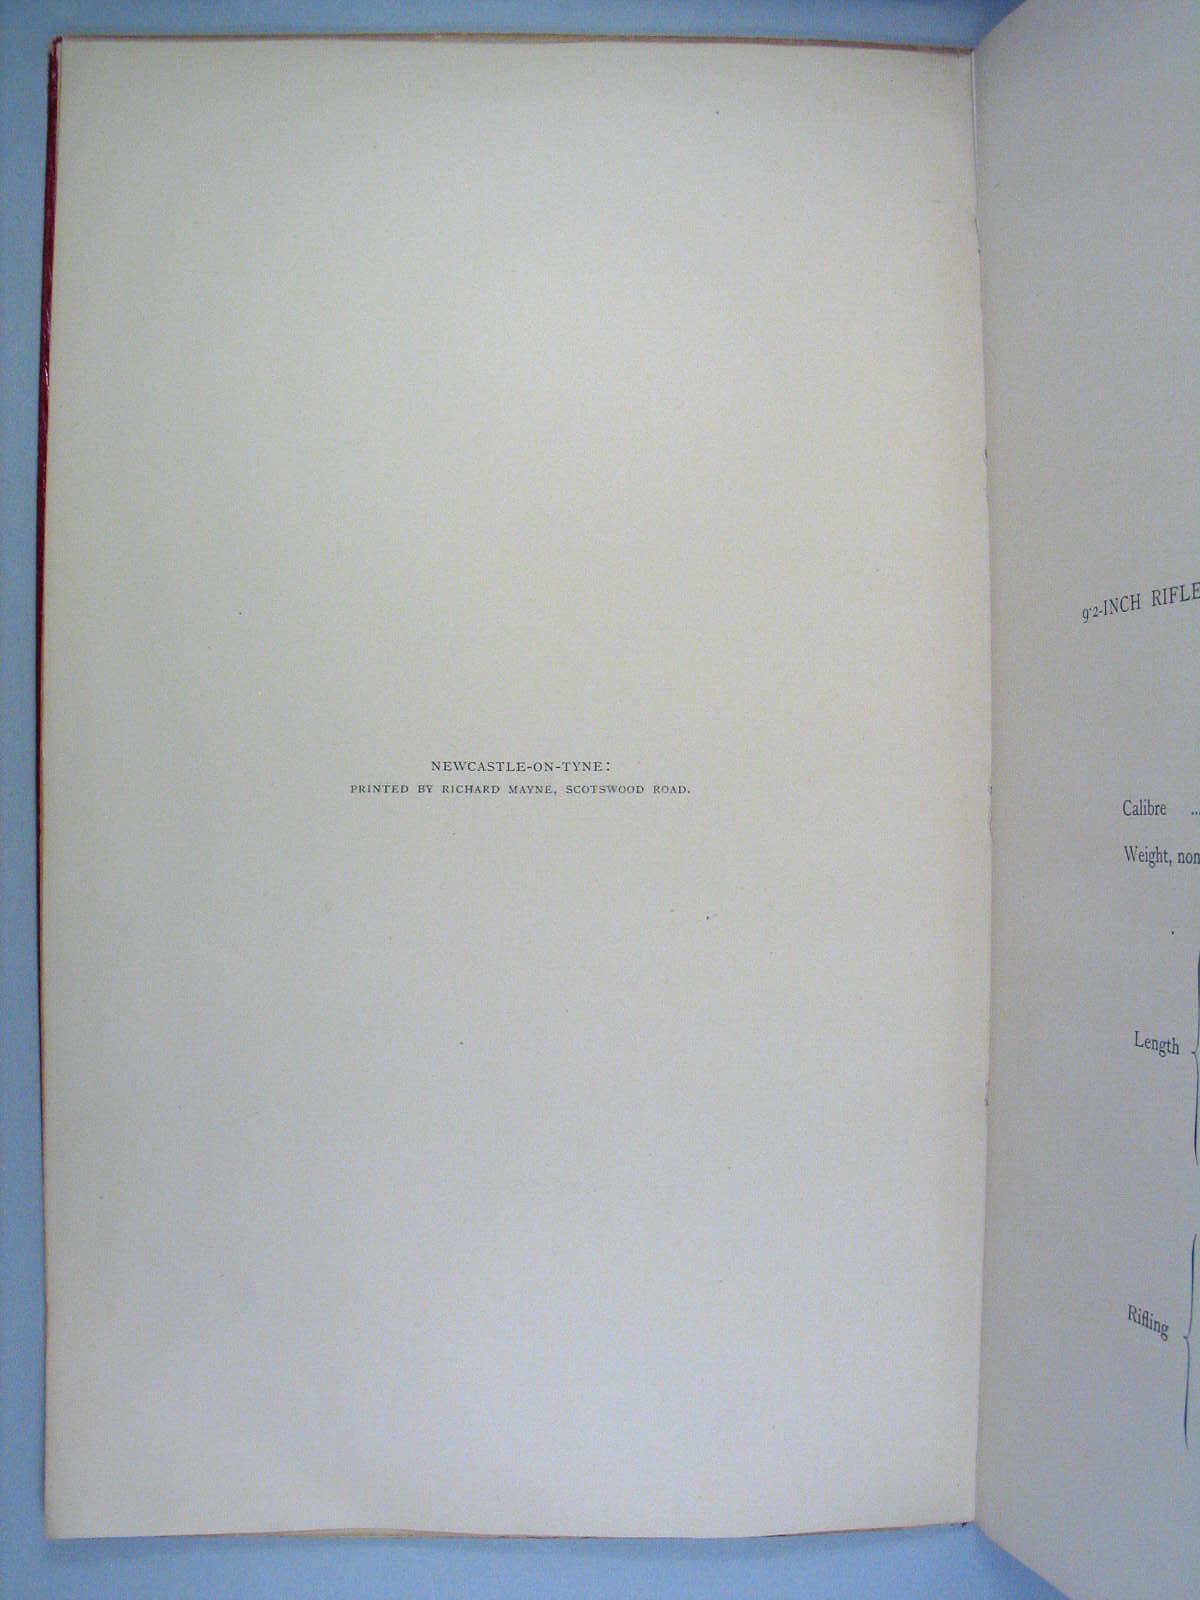 NEWCASTLE-ON-TYNE:
PRINTED BY RICHARD MAYNE, SCOTSWOOD ROAD.
9·2-INCH RIFLE
Calibre ...
Weight, nom
Length
Rifling